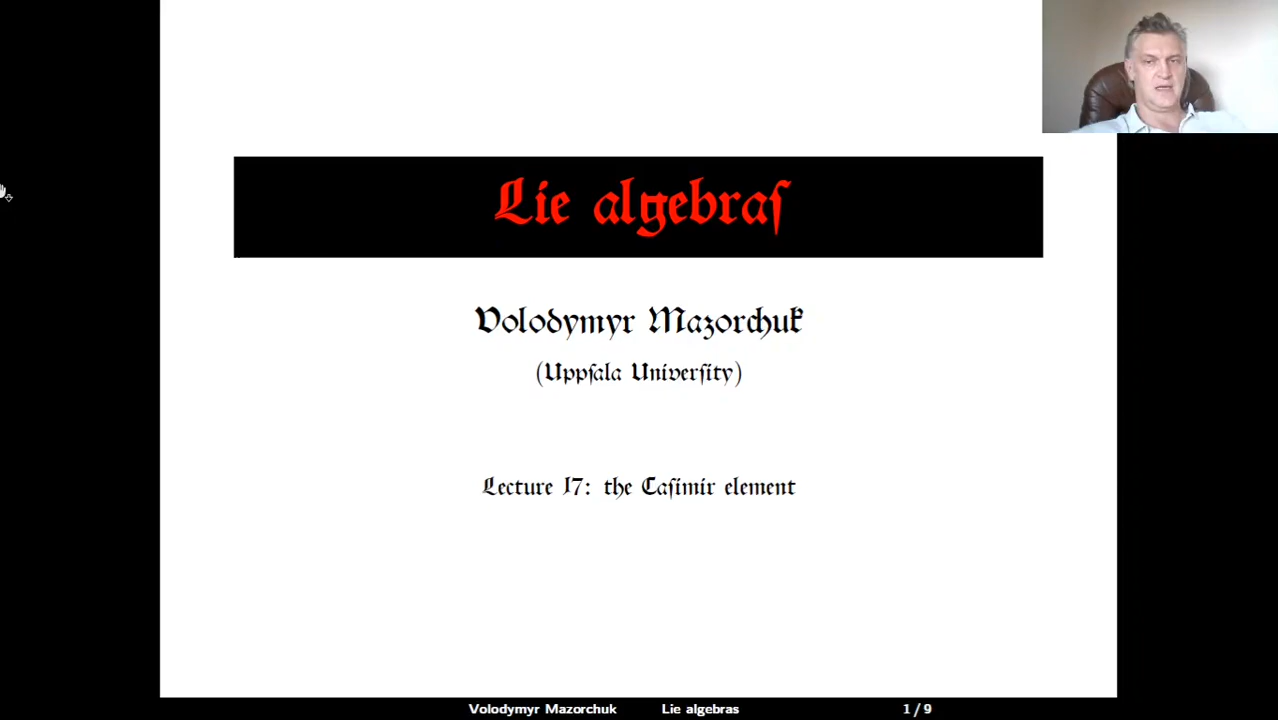 Lie algebraſ
Volodymyr Mazorchuk
(Uppſala Univerſity)
Lecture 17: the Caſimir element
Volodymyr Mazorchuk Lie algebras 1 / 9